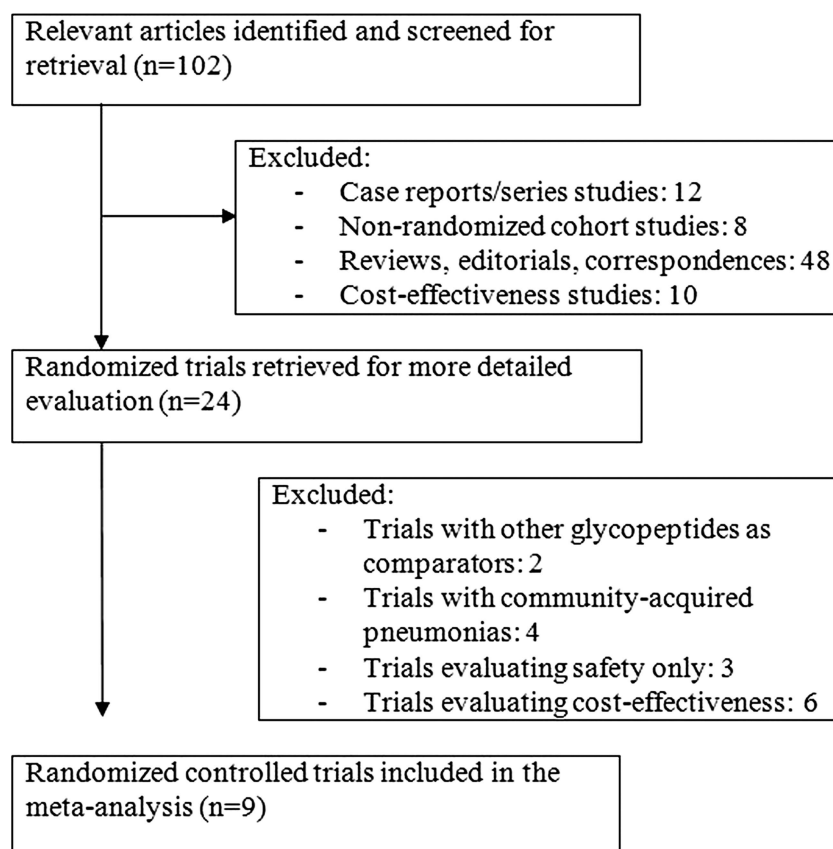 Relevant articles identified and screened for
retrieval (n=102)
Excluded:
- Case reports/series studies: 12
- Non-randomized cohort studies: 8
- Reviews, editorials, correspondences: 48
- Cost-effectiveness studies: 10
Randomized trials retrieved for more detailed
evaluation (n=24)
Excluded:
- Trials with other glycopeptides as
comparators: 2
- Trials with community-acquired
pneumonias: 4
- Trials evaluating safety only: 3
- Trials evaluating cost-effectiveness: 6
Randomized controlled trials included in the
meta-analysis (n=9)